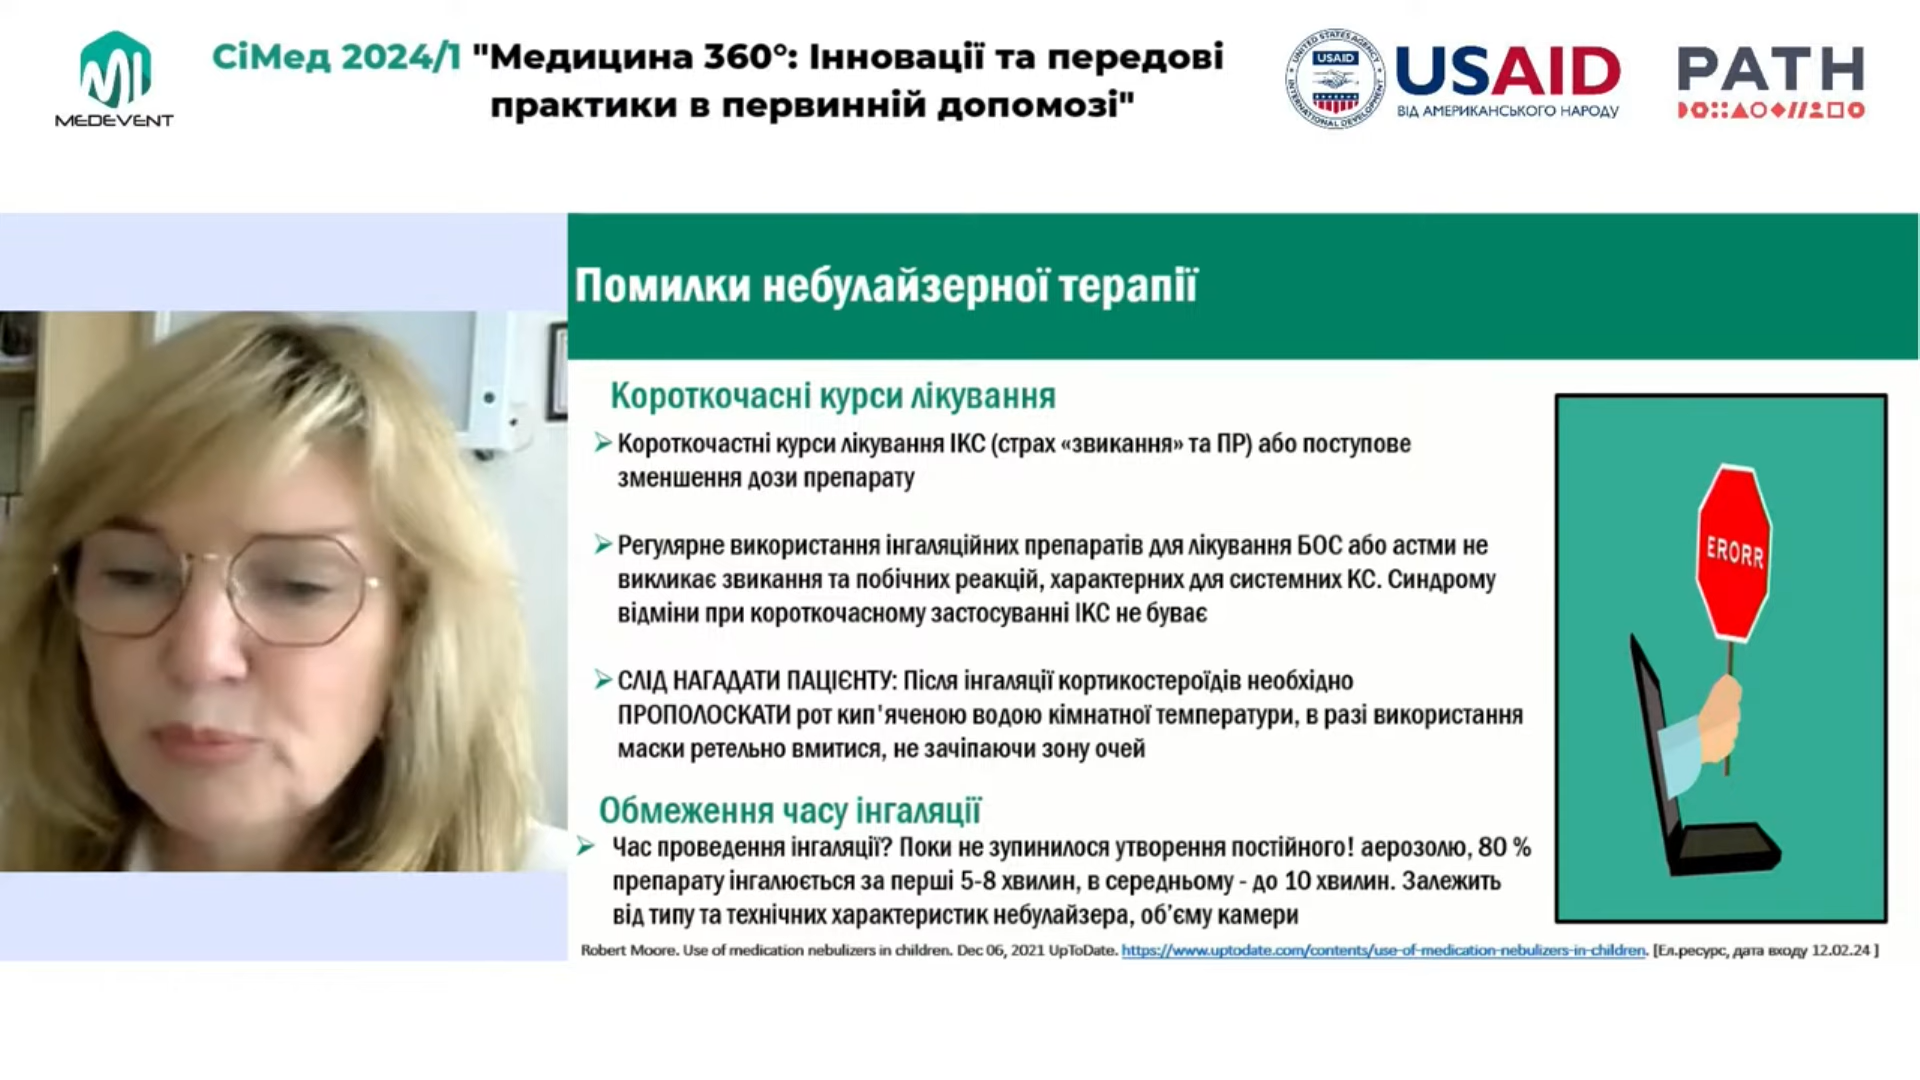 СіМед 2024/1 "Медицина 360°: Інновації та передові
практики в первинній допомозі"
MEDEVENT
UNITED STATES AGENCY
INTERNATIONAL DEVELOPMENT
USAID
USAID
ВІД АМЕРИКАНСЬКОГО НАРОДУ
PATH
Помилки небулайзерної терапії
Короткочасні курси лікування
Короткочастні курси лікування ІКС (страх «звикання» та ПР) або поступове
зменшення дози препарату
Регулярне використання інгаляційних препаратів для лікування БОС або астми не
викликає звикання та побічних реакцій, характерних для системних КС. Синдрому
відміни при короткочасному застосуванні ІКС не буває
СЛІД НАГАДАТИ ПАЦІЄНТУ: Після інгаляції кортикостероїдів необхідно
ПРОПОЛОСКАТИ рот кип'яченою водою кімнатної температури, в разі використання
маски ретельно вмитися, не зачіпаючи зону очей
Обмеження часу інгаляції
Час проведення інгаляції? Поки не зупинилося утворення постійного! аерозолю, 80 %
препарату інгалюється за перші 5-8 хвилин, в середньому - до 10 хвилин. Залежить
від типу та технічних характеристик небулайзера, об’єму камери
ERORR
Robert Moore. Use of medication nebulizers in children. Dec 06, 2021 UpToDate. https://www.uptodate.com/contents/use-of-medication-nebulizers-in-children. [Ел.ресурс, дата входу 12.02.24 ]